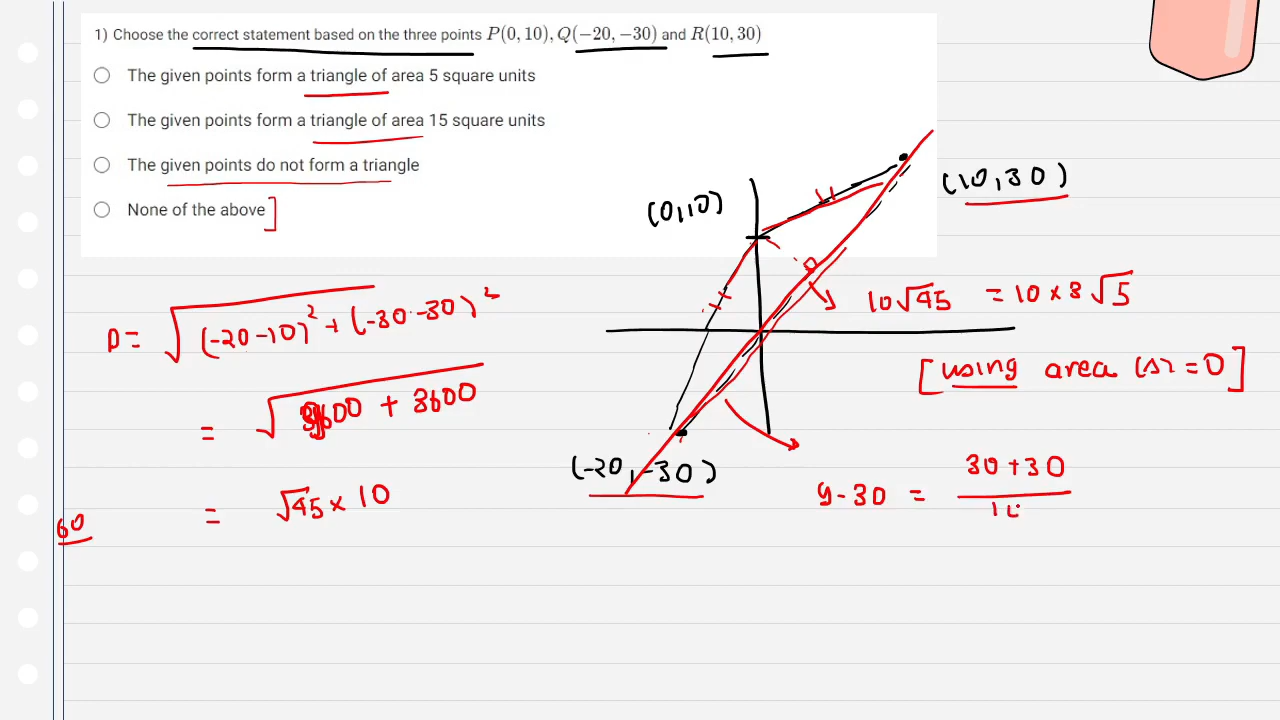 1) Choose the correct statement based on the three points P(0, 10), Q(−20, −30) and R(10, 30)
The given points form a triangle of area 5 square units
The given points form a triangle of area 15 square units
The given points do not form a triangle
None of the above ]
(0,10)
(10,30)
D = √(-20-10)² + (-30-30)²
10√45 = 10 × 3√5
[using area (Δ) = 0]
= √3600 + 3600
(-20, -30)
y-30 = 30+30
= √45 × 10
60